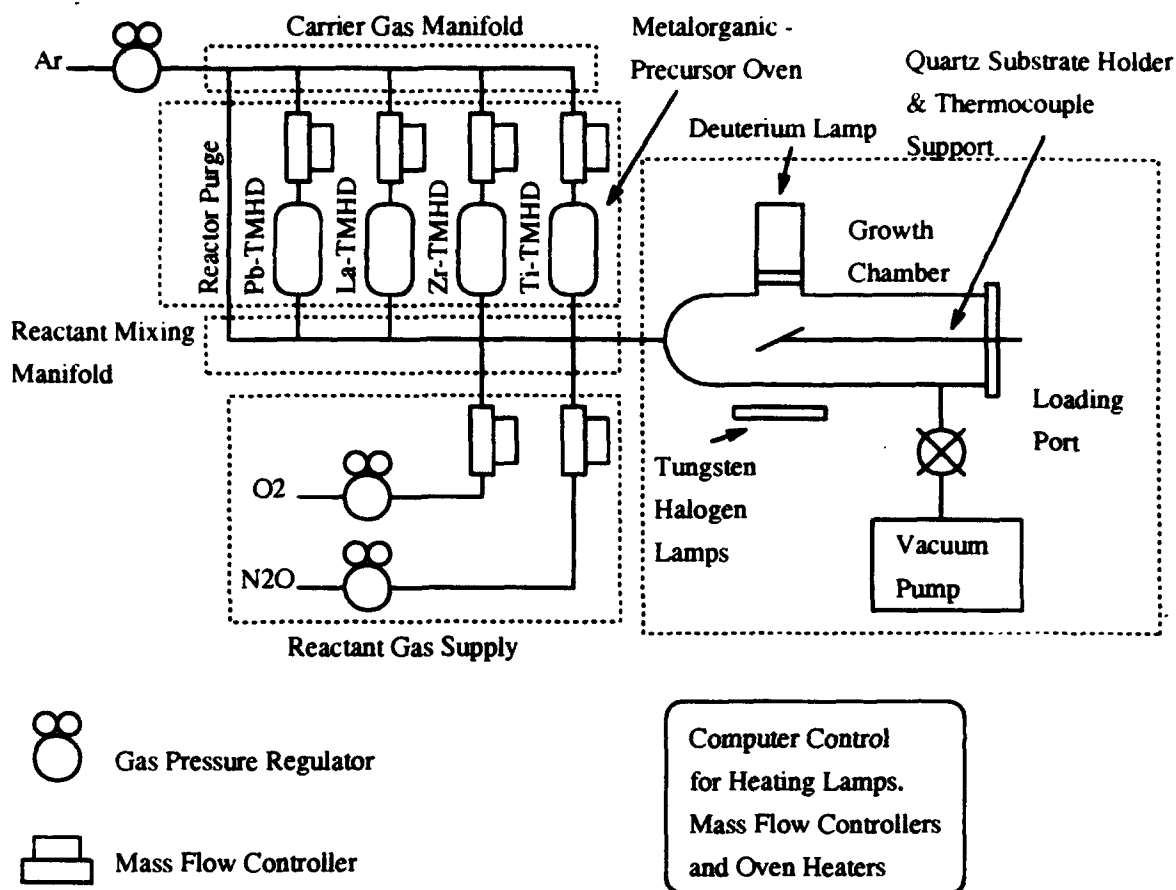 Carrier Gas Manifold
Ar
Metalorganic -
Precursor Oven
Quartz Substrate Holder
& Thermocouple
Support
Deuterium Lamp
Reactor Purge
Pb-TMHD
La-TMHD
Zr-TMHD
Ti-TMHD
Growth
Chamber
Reactant Mixing
Manifold
Loading
Port
Tungsten
Halogen
Lamps
O2
N2O
Vacuum
Pump
Reactant Gas Supply
Gas Pressure Regulator
Mass Flow Controller
Computer Control
for Heating Lamps.
Mass Flow Controllers
and Oven Heaters